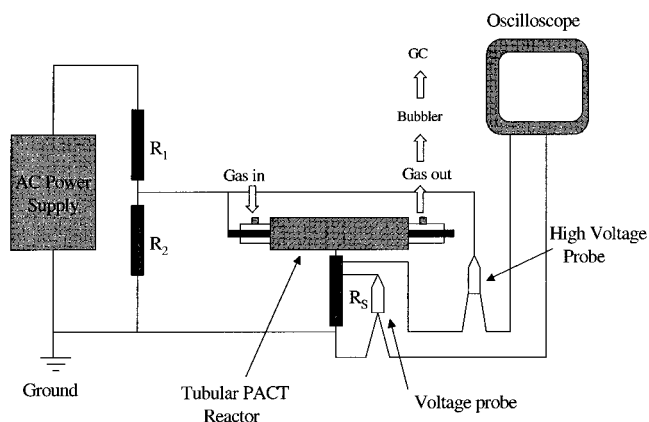 Oscilloscope
GC
Bubbler
R1
Gas in
Gas out
AC Power
Supply
R2
High Voltage
Probe
RS
Ground
Tubular PACT
Reactor
Voltage probe